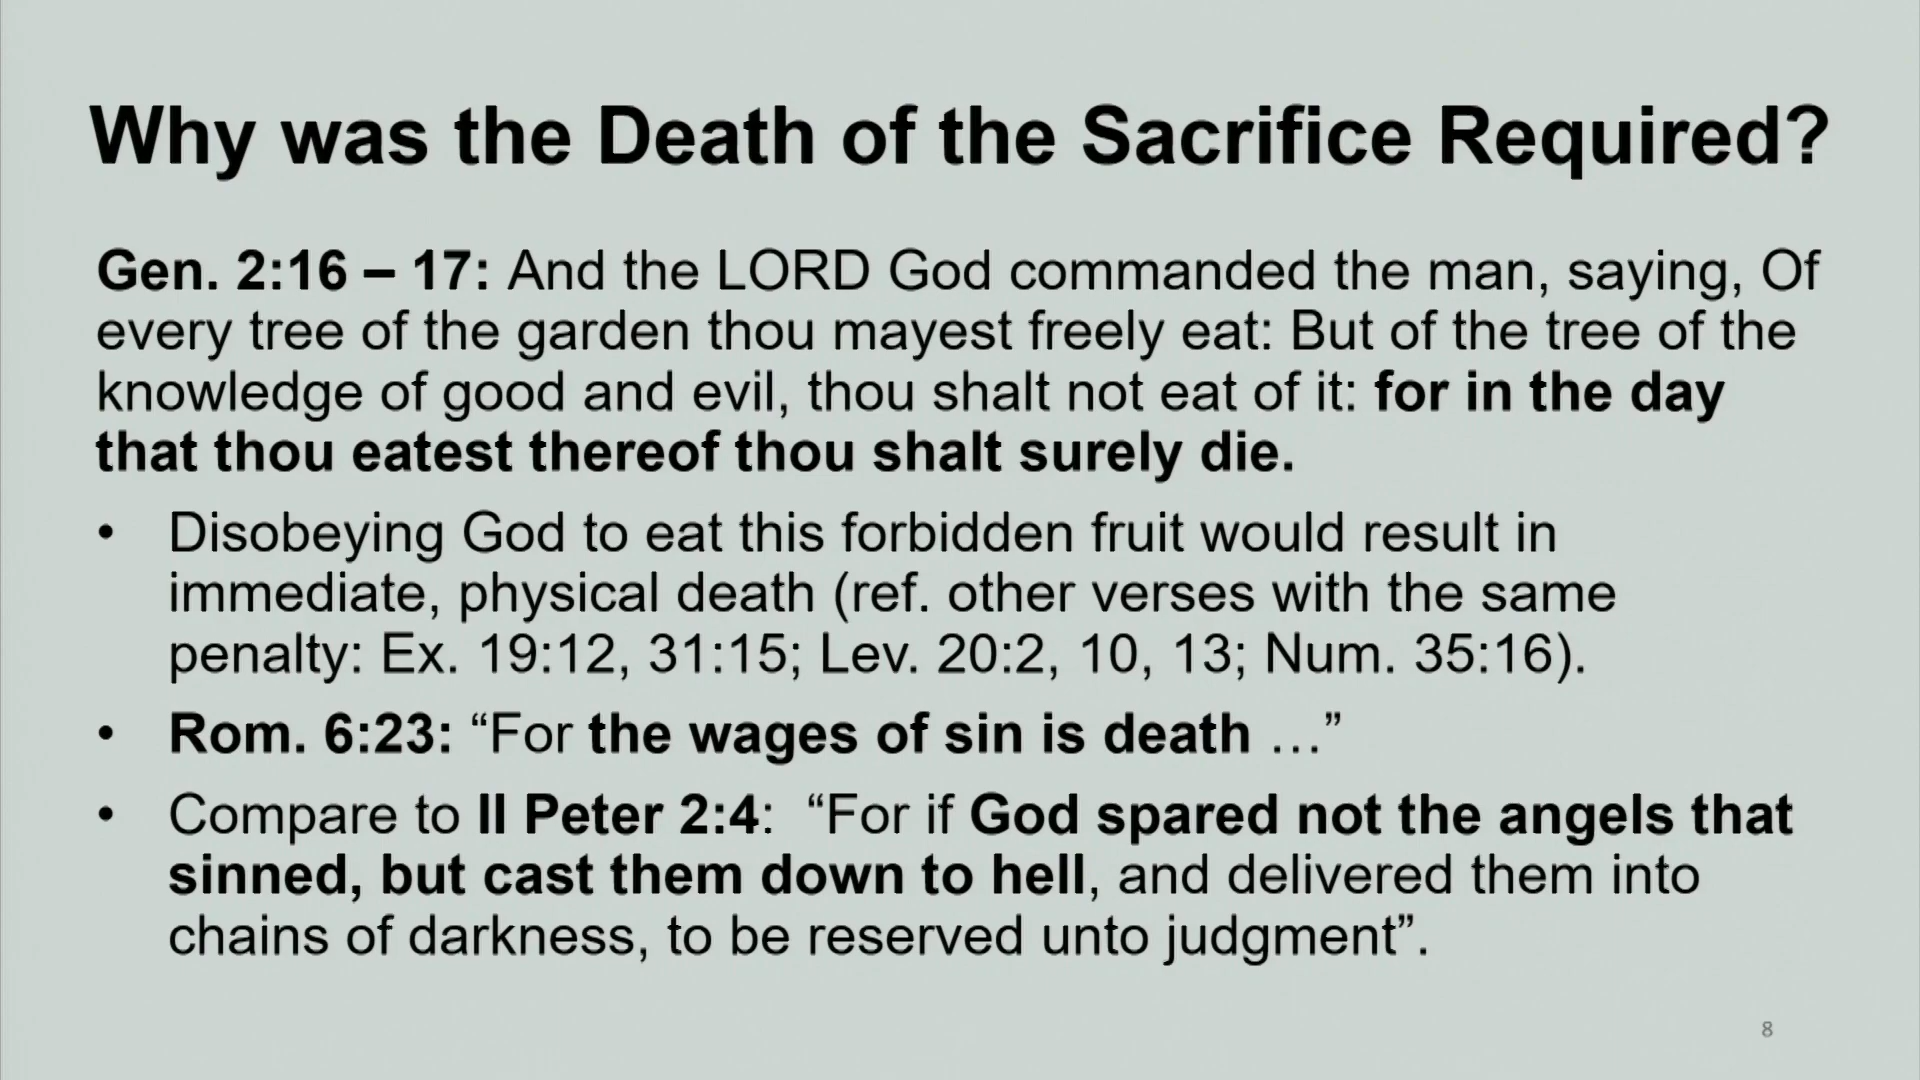 Why was the Death of the Sacrifice Required?
Gen. 2:16 – 17: And the LORD God commanded the man, saying, Of
every tree of the garden thou mayest freely eat: But of the tree of the
knowledge of good and evil, thou shalt not eat of it: for in the day
that thou eatest thereof thou shalt surely die.
• Disobeying God to eat this forbidden fruit would result in
immediate, physical death (ref. other verses with the same
penalty: Ex. 19:12, 31:15; Lev. 20:2, 10, 13; Num. 35:16).
• Rom. 6:23: “For the wages of sin is death …”
• Compare to II Peter 2:4:  “For if God spared not the angels that
sinned, but cast them down to hell, and delivered them into
chains of darkness, to be reserved unto judgment”.
8